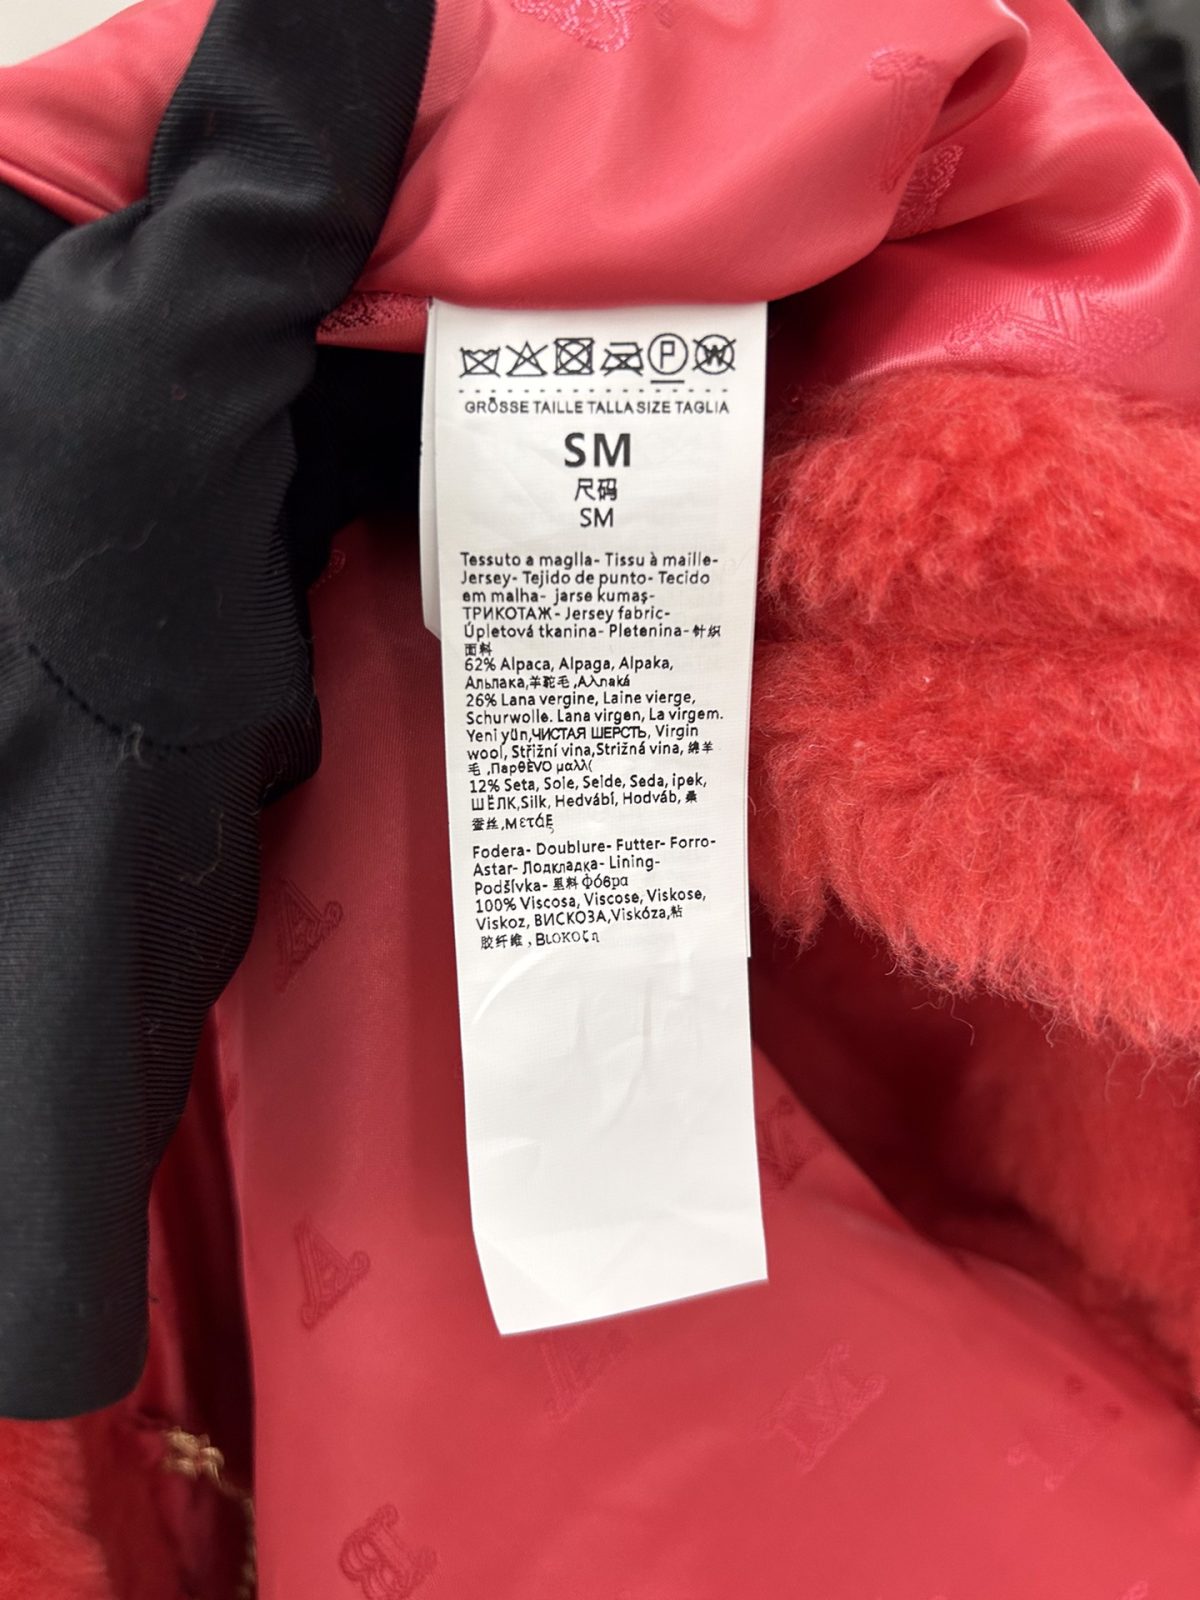 P W
GRÖSSE TAILLE TALLA SIZE TAGLIA
SM
尺码
SM
Tessuto a maglia- Tissu à maille-
Jersey- Tejido de punto- Tecido
em malha- jarse kumaş-
ТРИКОТАЖ- Jersey fabric-
Úpletová tkanina- Pletenina- 针织
面料
62% Alpaca, Alpaga, Alpaka,
Альпака,羊驼毛,Αλπακά
26% Lana vergine, Laine vierge,
Schurwolle. Lana virgen, La virgem.
Yeni yün,ЧИСТАЯ ШЕРСТЬ, Virgin
wool, Střižní vina,Strižná vina, 绵羊
毛 ,ΠαρθΈVO μαλλ(
12% Seta, Soie, Seide, Seda, ipek,
ШЁЛК,Silk, Hedvábí, Hodváb, 桑
蚕丝,мετάξ
Fodera- Doublure- Futter- Forro-
Astar- Подкладка- Lining-
Podšívka- 里料 φόδρα
100% Viscosa, Viscose, Viskose,
Viskoz, ВИСКОЗА,Viskóza,粘
胶纤维 , BLOKOζη